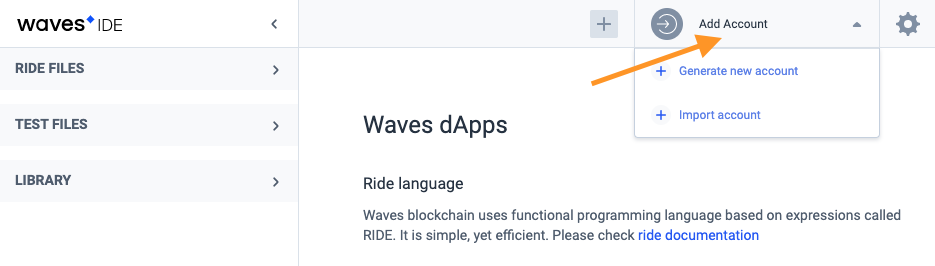 waves IDE
Add Account
RIDE FILES
Generate new account
Import account
TEST FILES
Waves dApps
LIBRARY
Ride language
Waves blockchain uses functional programming language based on expressions called
RIDE. It is simple, yet efficient. Please check ride documentation